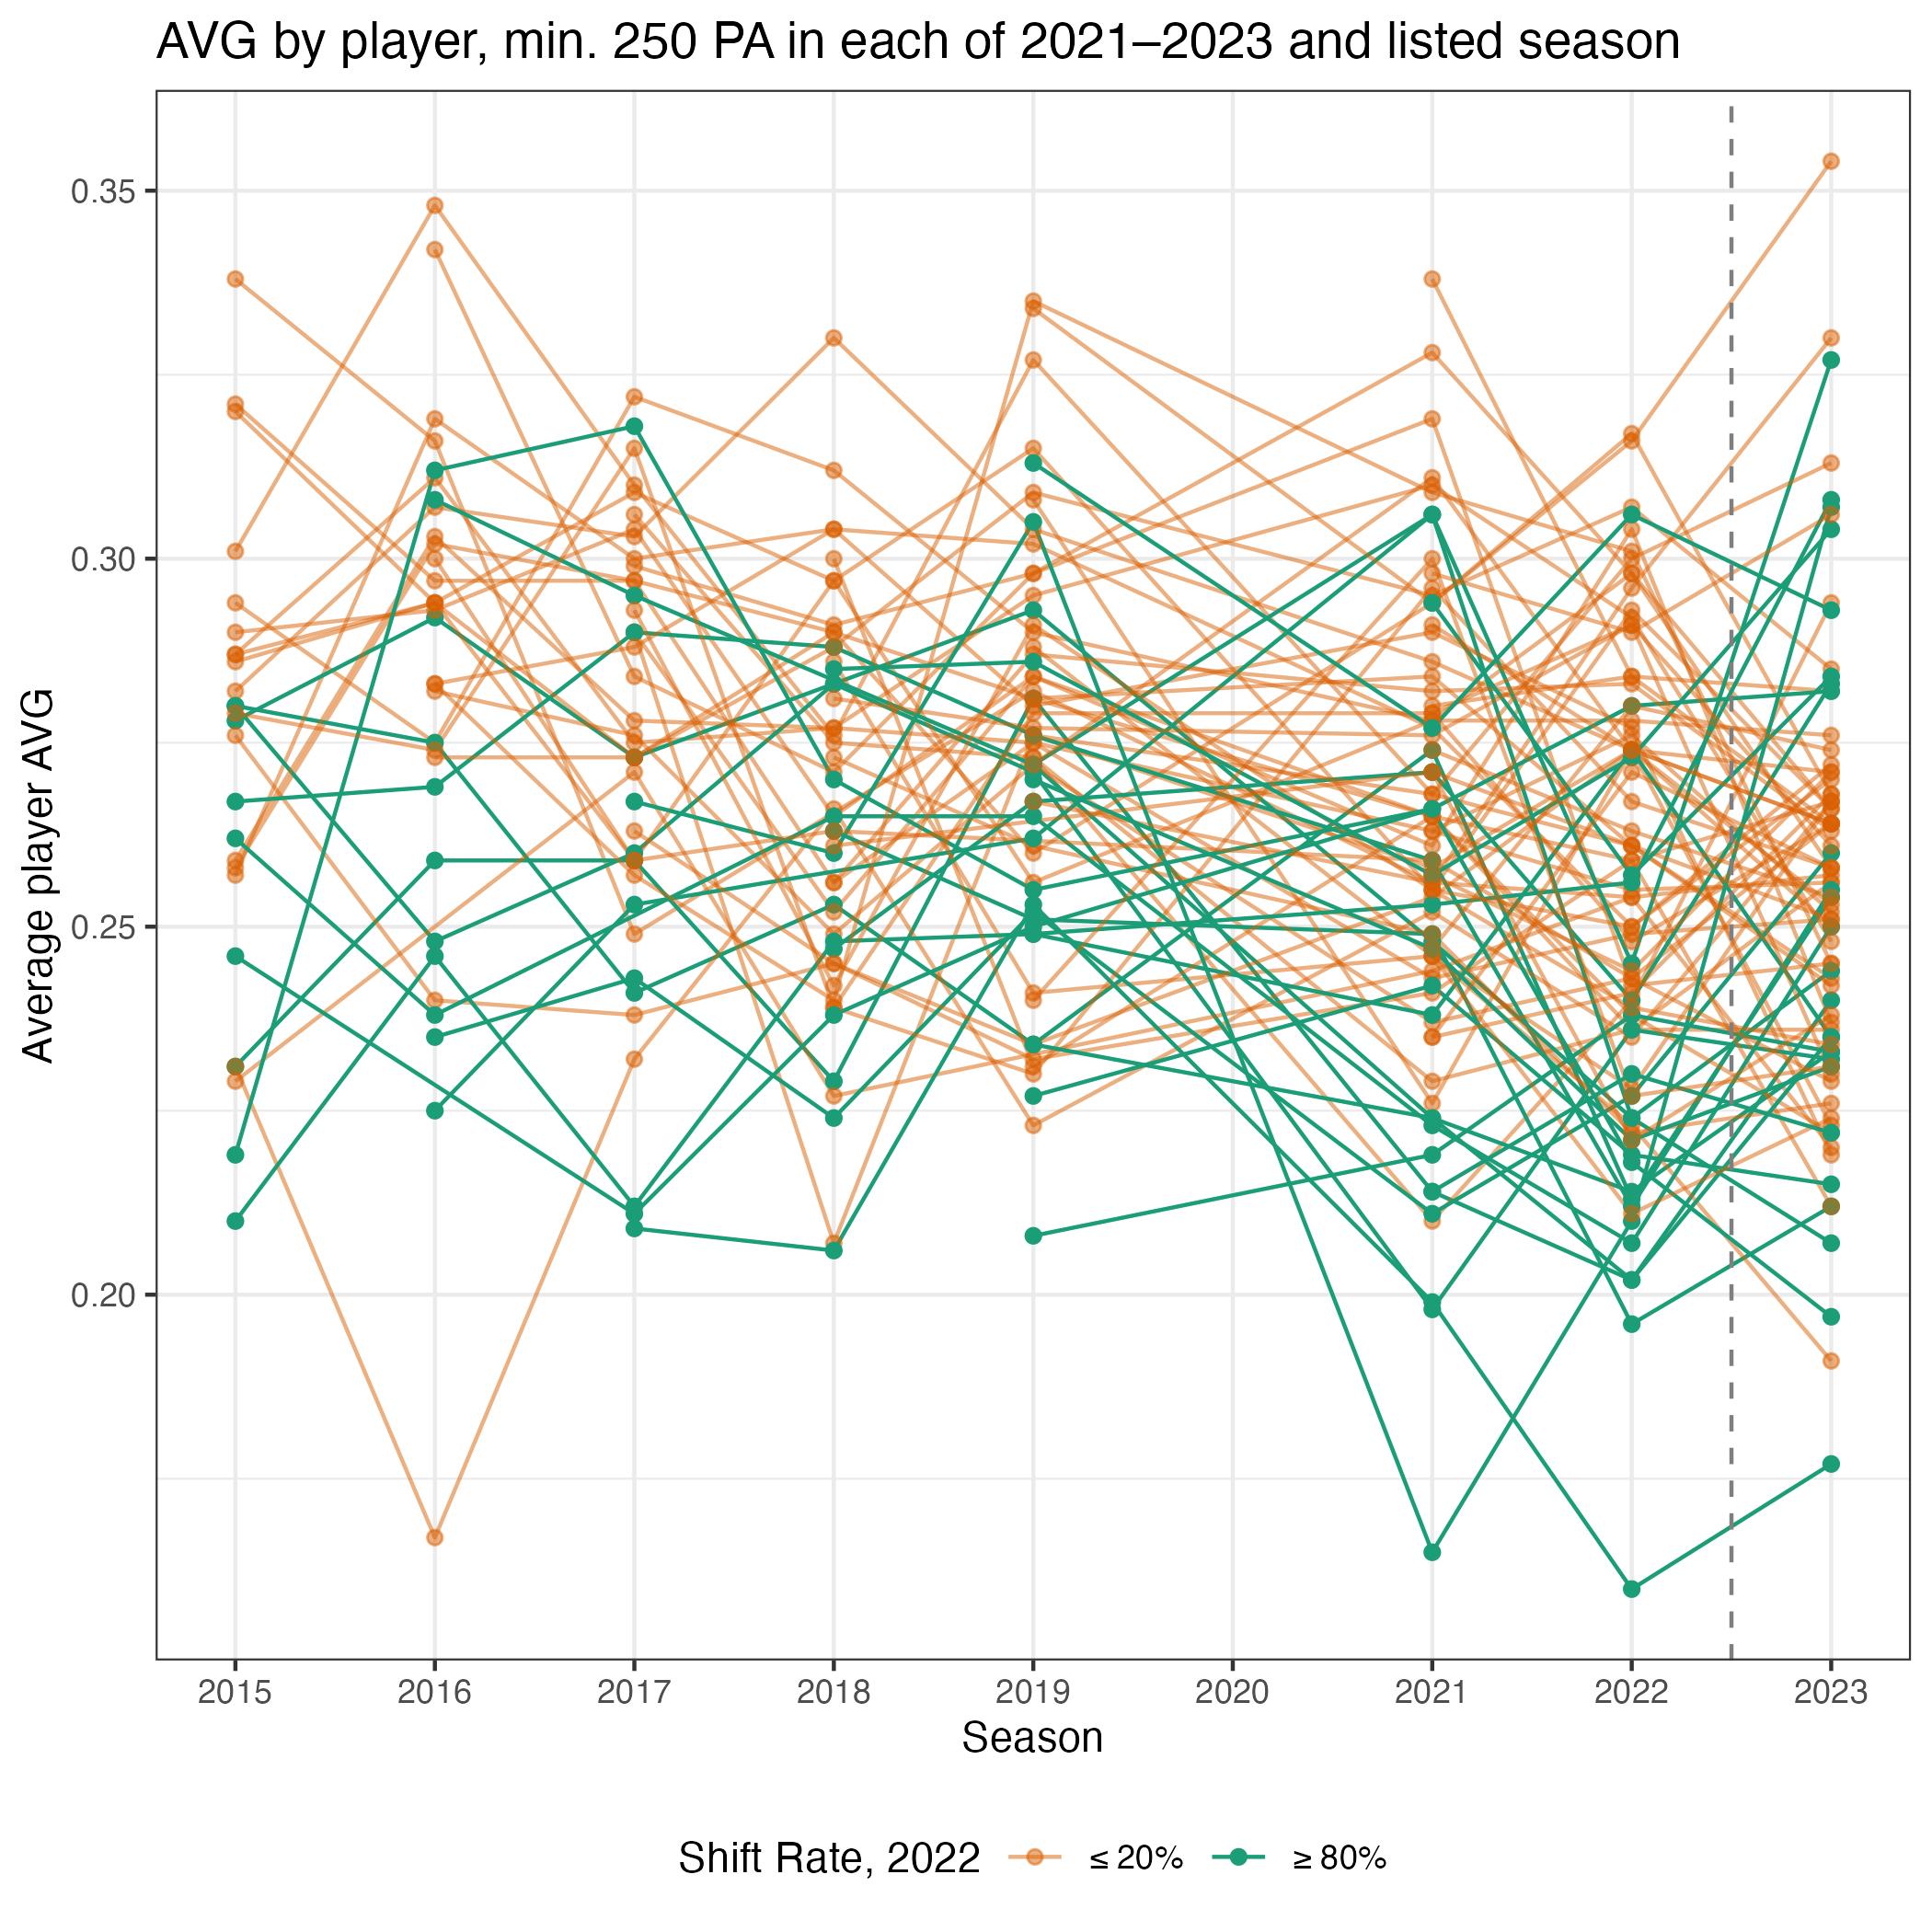 AVG by player, min. 250 PA in each of 2021–2023 and listed season
Average player AVG
0.35
0.30
0.25
0.20
2015 2016 2017 2018 2019 2020 2021 2022 2023
Season
Shift Rate, 2022 ≤ 20% ≥ 80%